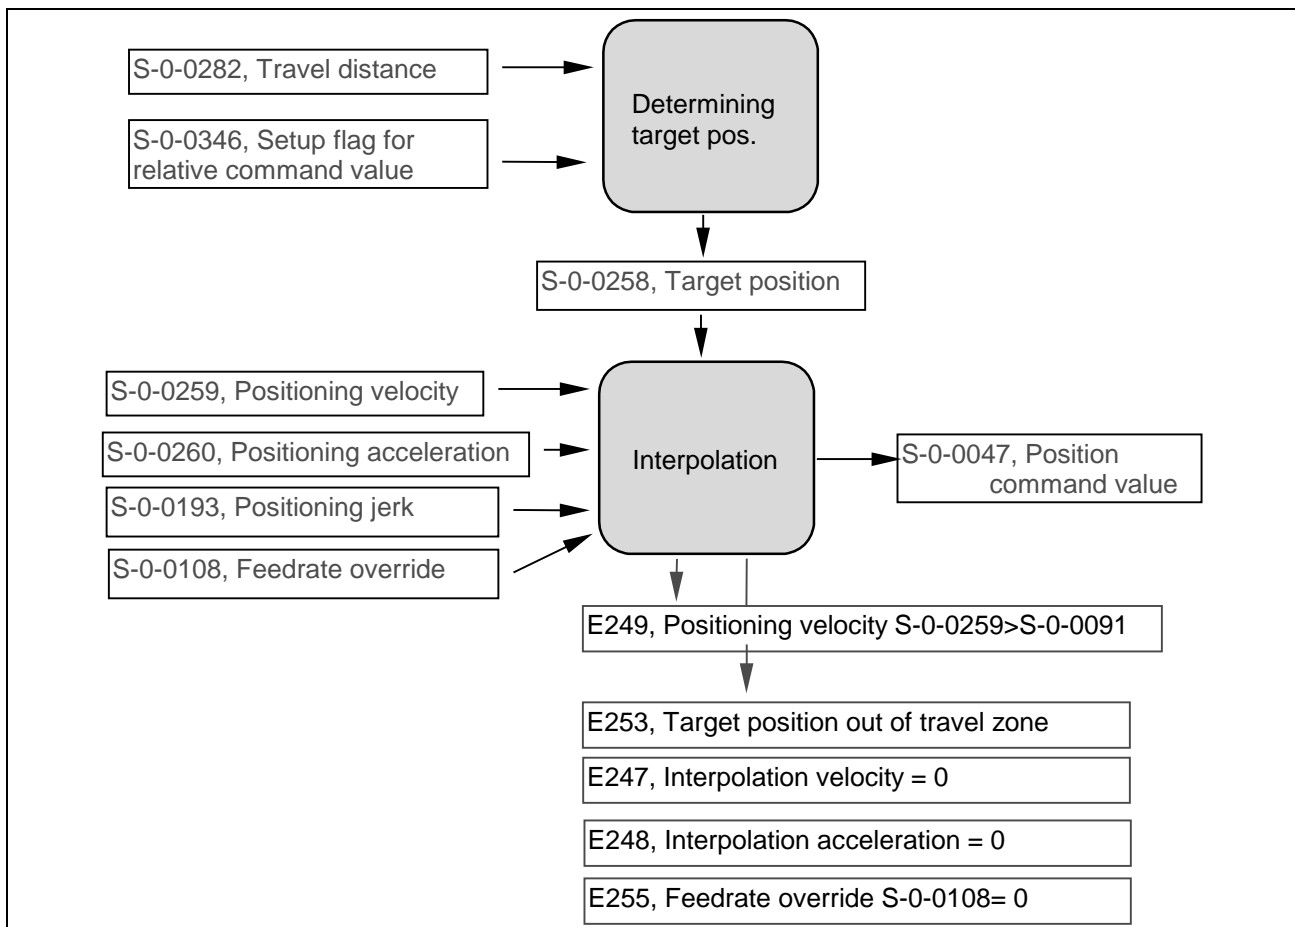 S-0-0282, Travel distance
Determining
target pos.
S-0-0346, Setup flag for
relative command value
S-0-0258, Target position
S-0-0259, Positioning velocity
S-0-0260, Positioning acceleration
Interpolation
S-0-0047, Position
command value
S-0-0193, Positioning jerk
S-0-0108, Feedrate override
E249, Positioning velocity S-0-0259>S-0-0091
E253, Target position out of travel zone
E247, Interpolation velocity = 0
E248, Interpolation acceleration = 0
E255, Feedrate override S-0-0108= 0